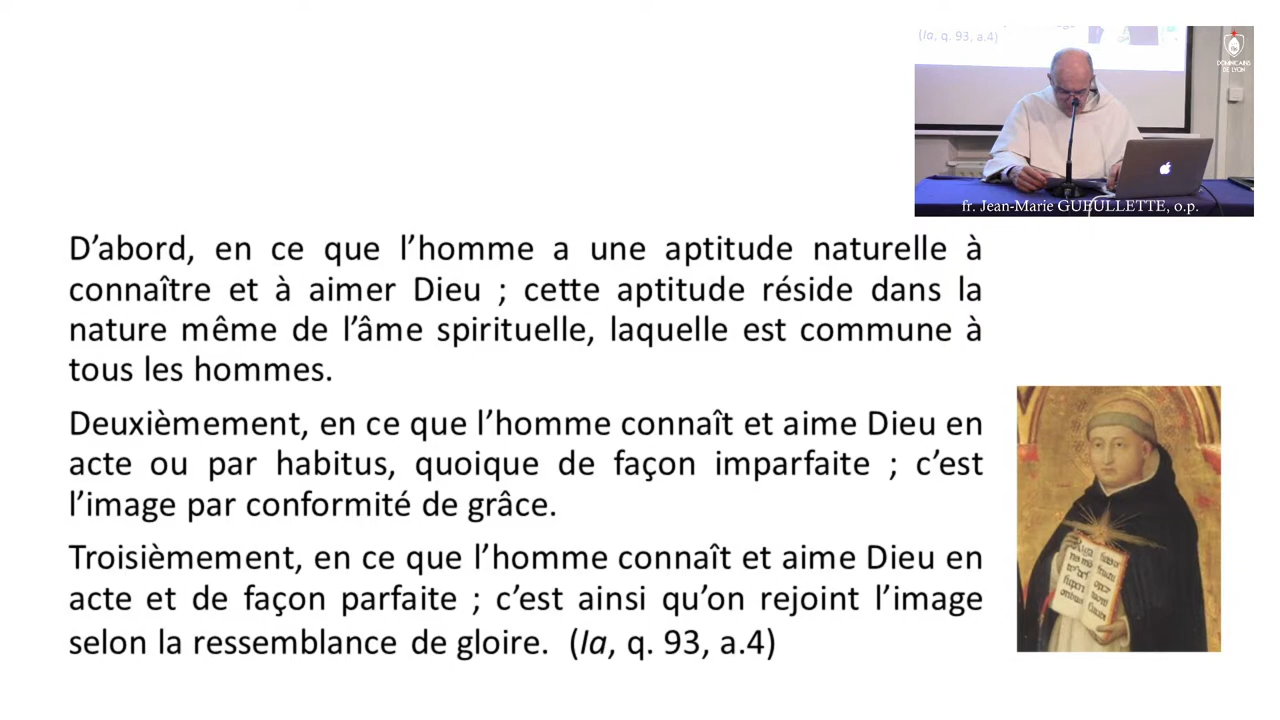 (Ia, q. 93, a.4)
DOMINICAINS
DE LYON
fr. Jean-Marie GUEULLETTE, o.p.
D’abord, en ce que l’homme a une aptitude naturelle à
connaître et à aimer Dieu ; cette aptitude réside dans la
nature même de l’âme spirituelle, laquelle est commune à
tous les hommes.
Deuxièmement, en ce que l’homme connaît et aime Dieu en
acte ou par habitus, quoique de façon imparfaite ; c’est
l’image par conformité de grâce.
Troisièmement, en ce que l’homme connaît et aime Dieu en
acte et de façon parfaite ; c’est ainsi qu’on rejoint l’image
selon la ressemblance de gloire. (Ia, q. 93, a.4)